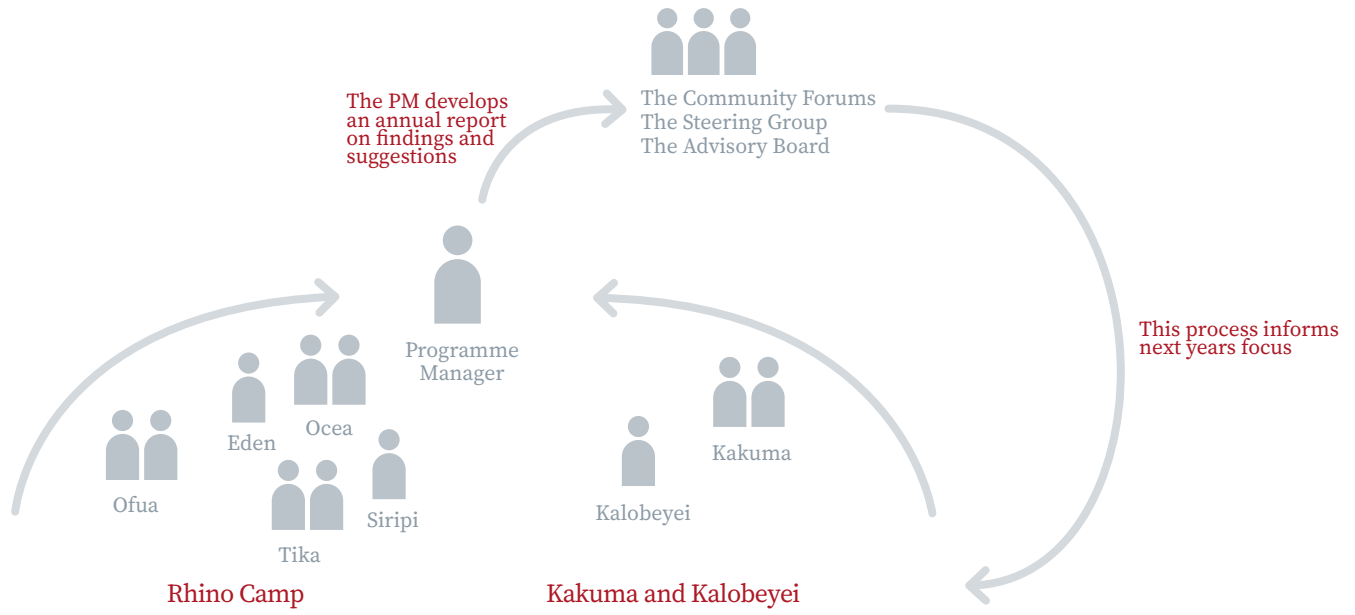 The PM develops
an annual report
on findings and
suggestions
The Community Forums
The Steering Group
The Advisory Board
Programme
Manager
This process informs
next years focus
Eden
Ocea
Ofua
Siripi
Tika
Kakuma
Kalobeyei
Rhino Camp
Kakuma and Kalobeyei